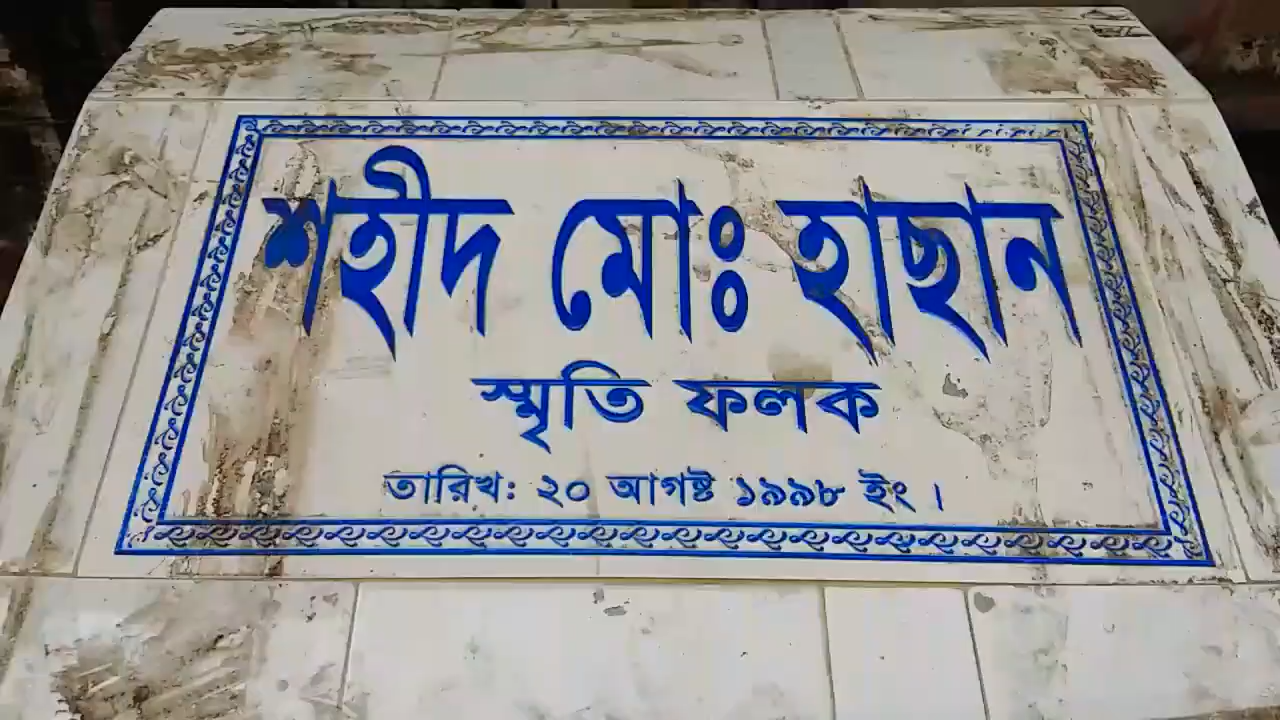 শহীদ মোঃ হাছান
স্মৃতি ফলক
তারিখ: ২০ আগষ্ট ১৯৯৮ ইং।